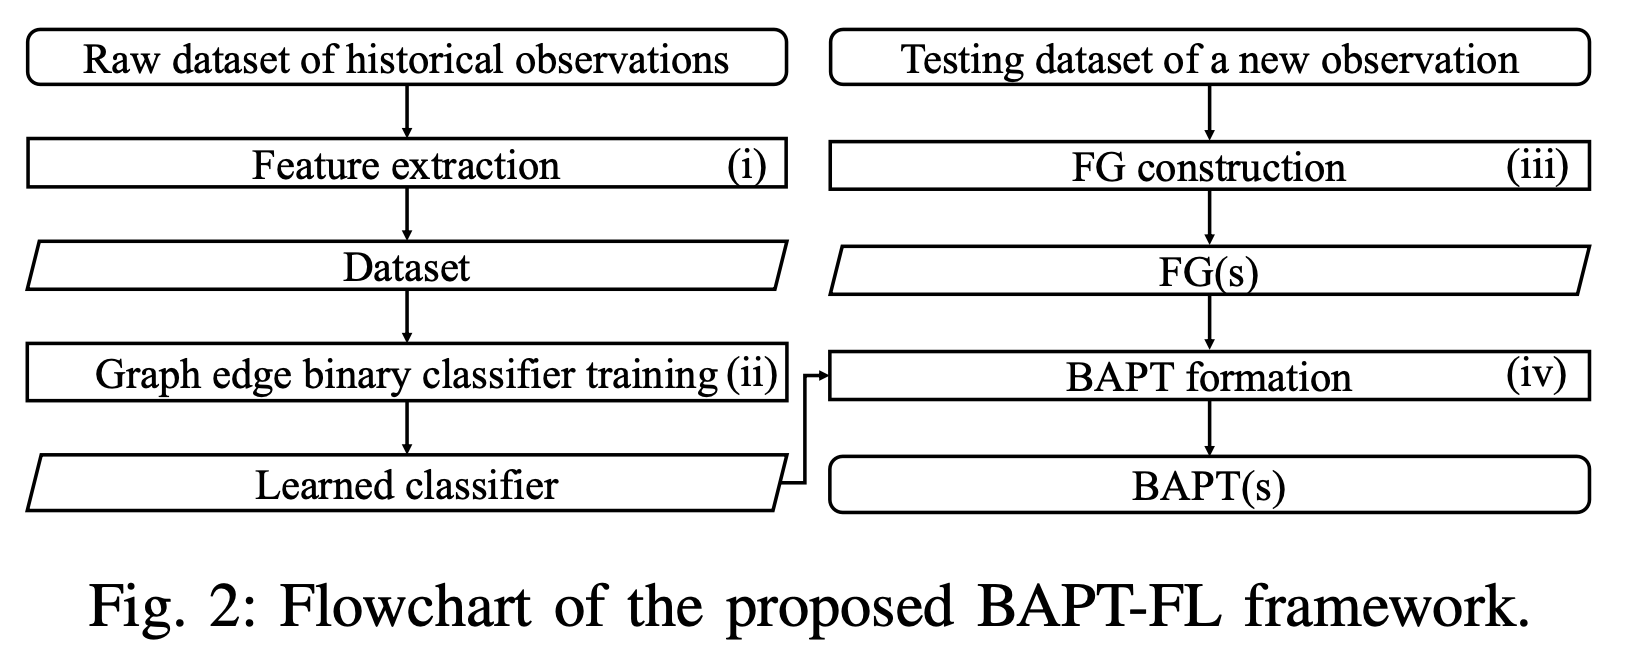 Raw dataset of historical observations
Feature extraction (i)
Dataset
Graph edge binary classifier training (ii)
Learned classifier
Testing dataset of a new observation
FG construction (iii)
FG(s)
BAPT formation (iv)
BAPT(s)
Fig. 2: Flowchart of the proposed BAPT-FL framework.